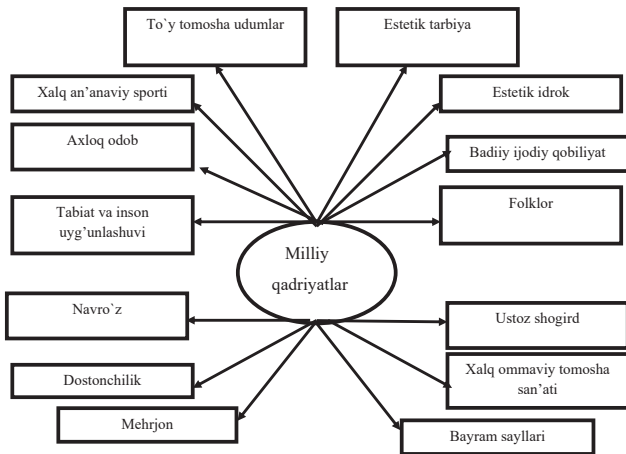 To`y tomosha udumlar
Estetik tarbiya
Xalq an’anaviy sporti
Estetik idrok
Axloq odob
Badiiy ijodiy qobiliyat
Tabiat va inson
uyg’unlashuvi
Folklor
Milliy
qadriyatlar
Navro`z
Ustoz shogird
Dostonchilik
Xalq ommaviy tomosha
san’ati
Mehrjon
Bayram sayllari